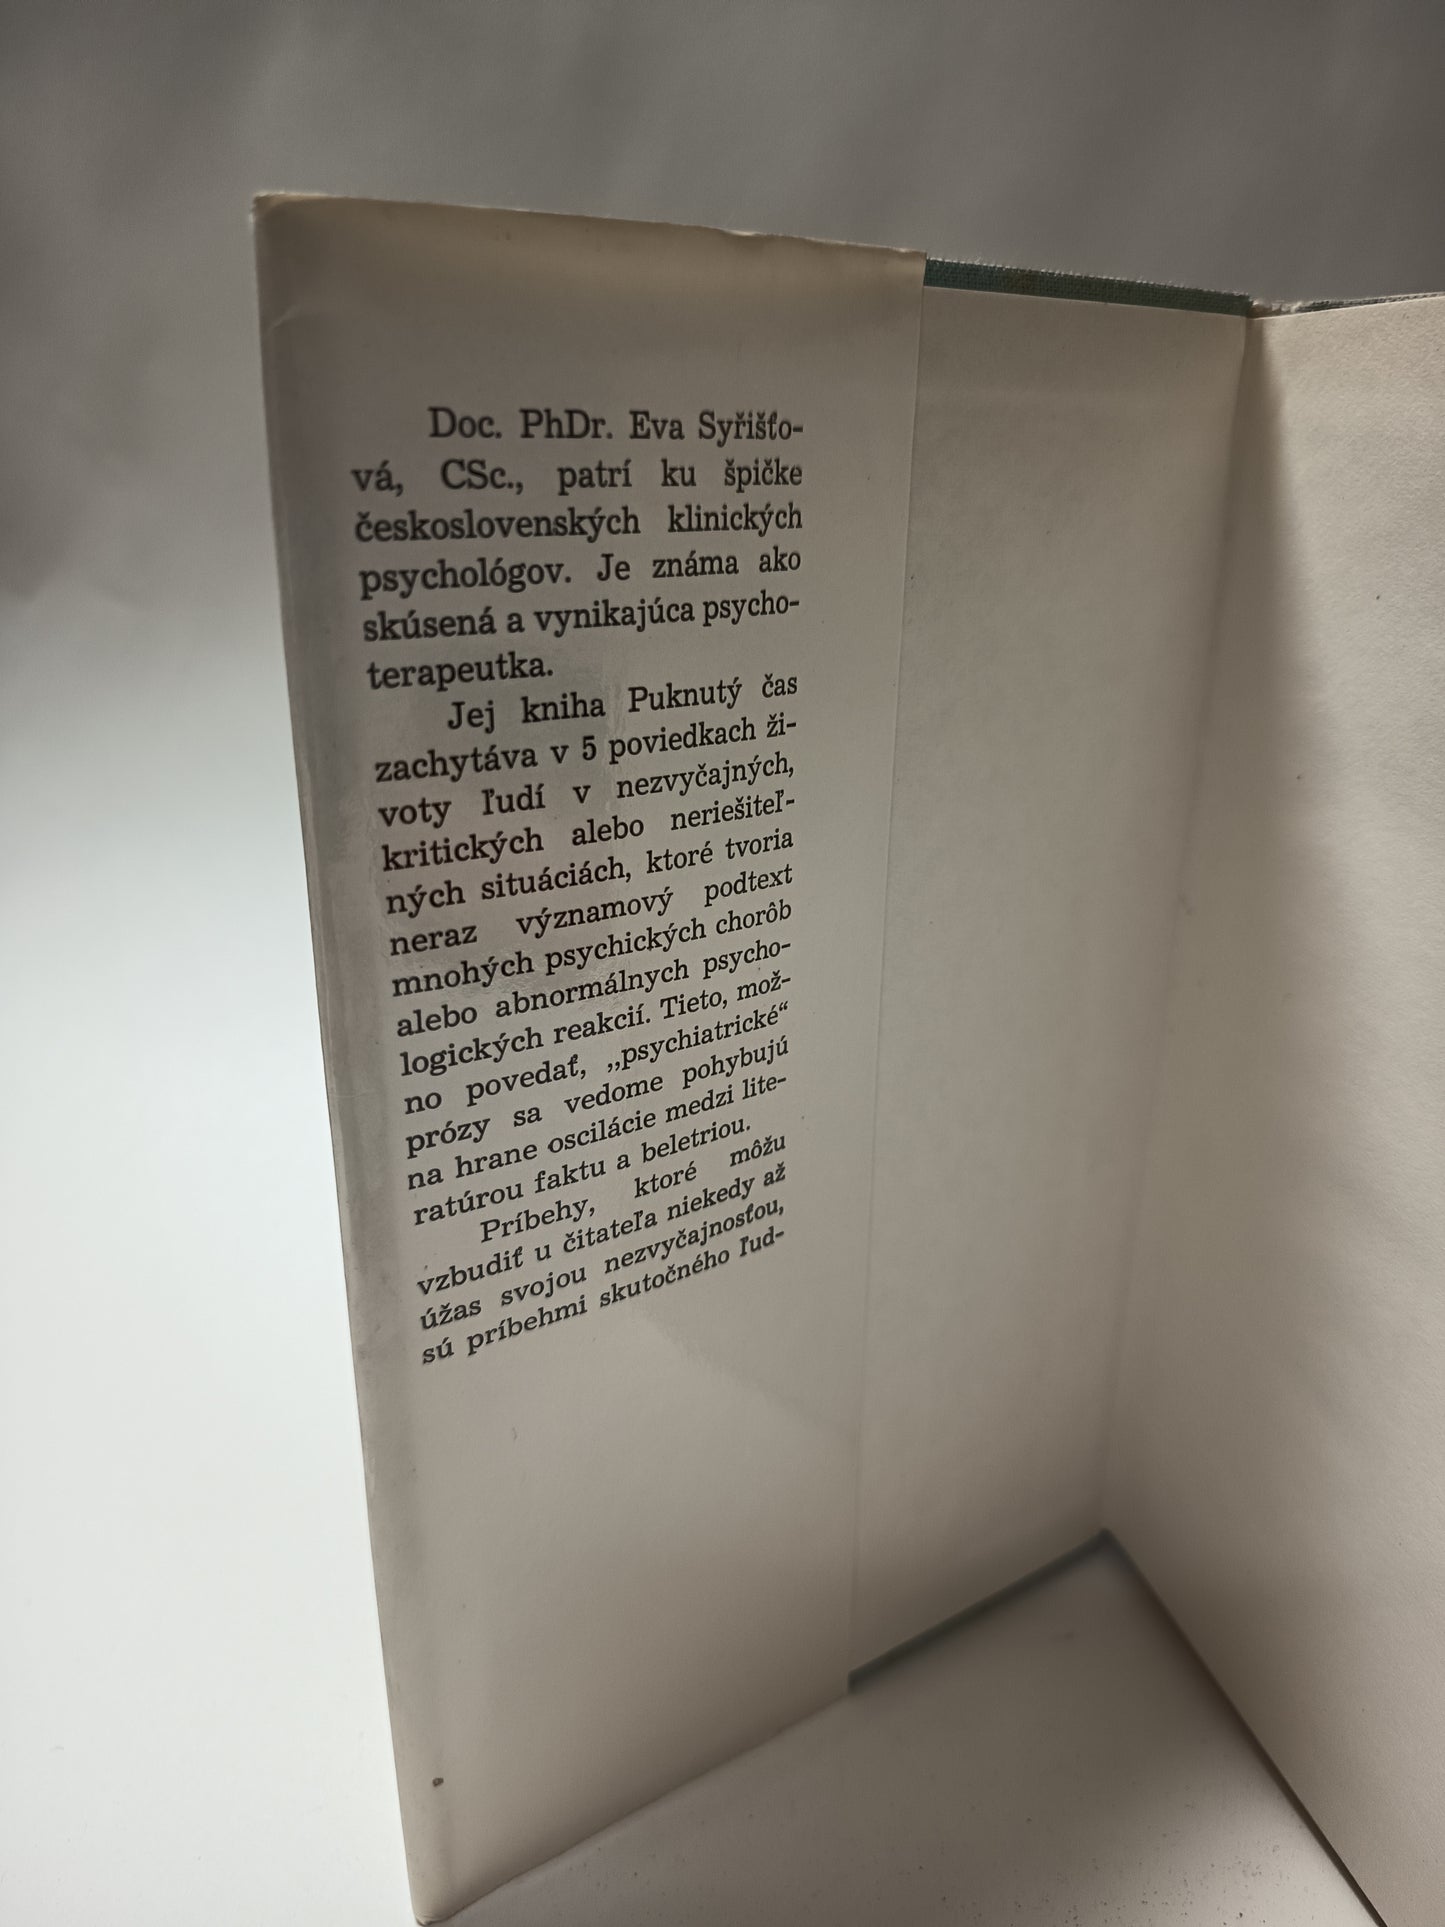 Doc. PhDr. Eva Syřišťo-
vá, CSc., patrí ku špičke
československých klinických
psychológov. Je známa ako
skúsená a vynikajúca psycho-
terapeutka.
Jej kniha Puknutý čas
zachytáva v 5 poviedkach ži-
voty ľudí v nezvyčajných,
kritických alebo neriešiteľ-
ných situáciách, ktoré tvoria
neraz významový podtext
mnohých psychických chorôb
alebo abnormálnych psycho-
logických reakcií. Tieto, mož-
no povedať, „psychiatrické“
prózy sa vedome pohybujú
na hrane oscilácie medzi lite-
ratúrou faktu a beletriou.
Príbehy, ktoré môžu
vzbudiť u čitateľa niekedy až
úžas svojou nezvyčajnosťou,
sú príbehmi skutočného ľud-